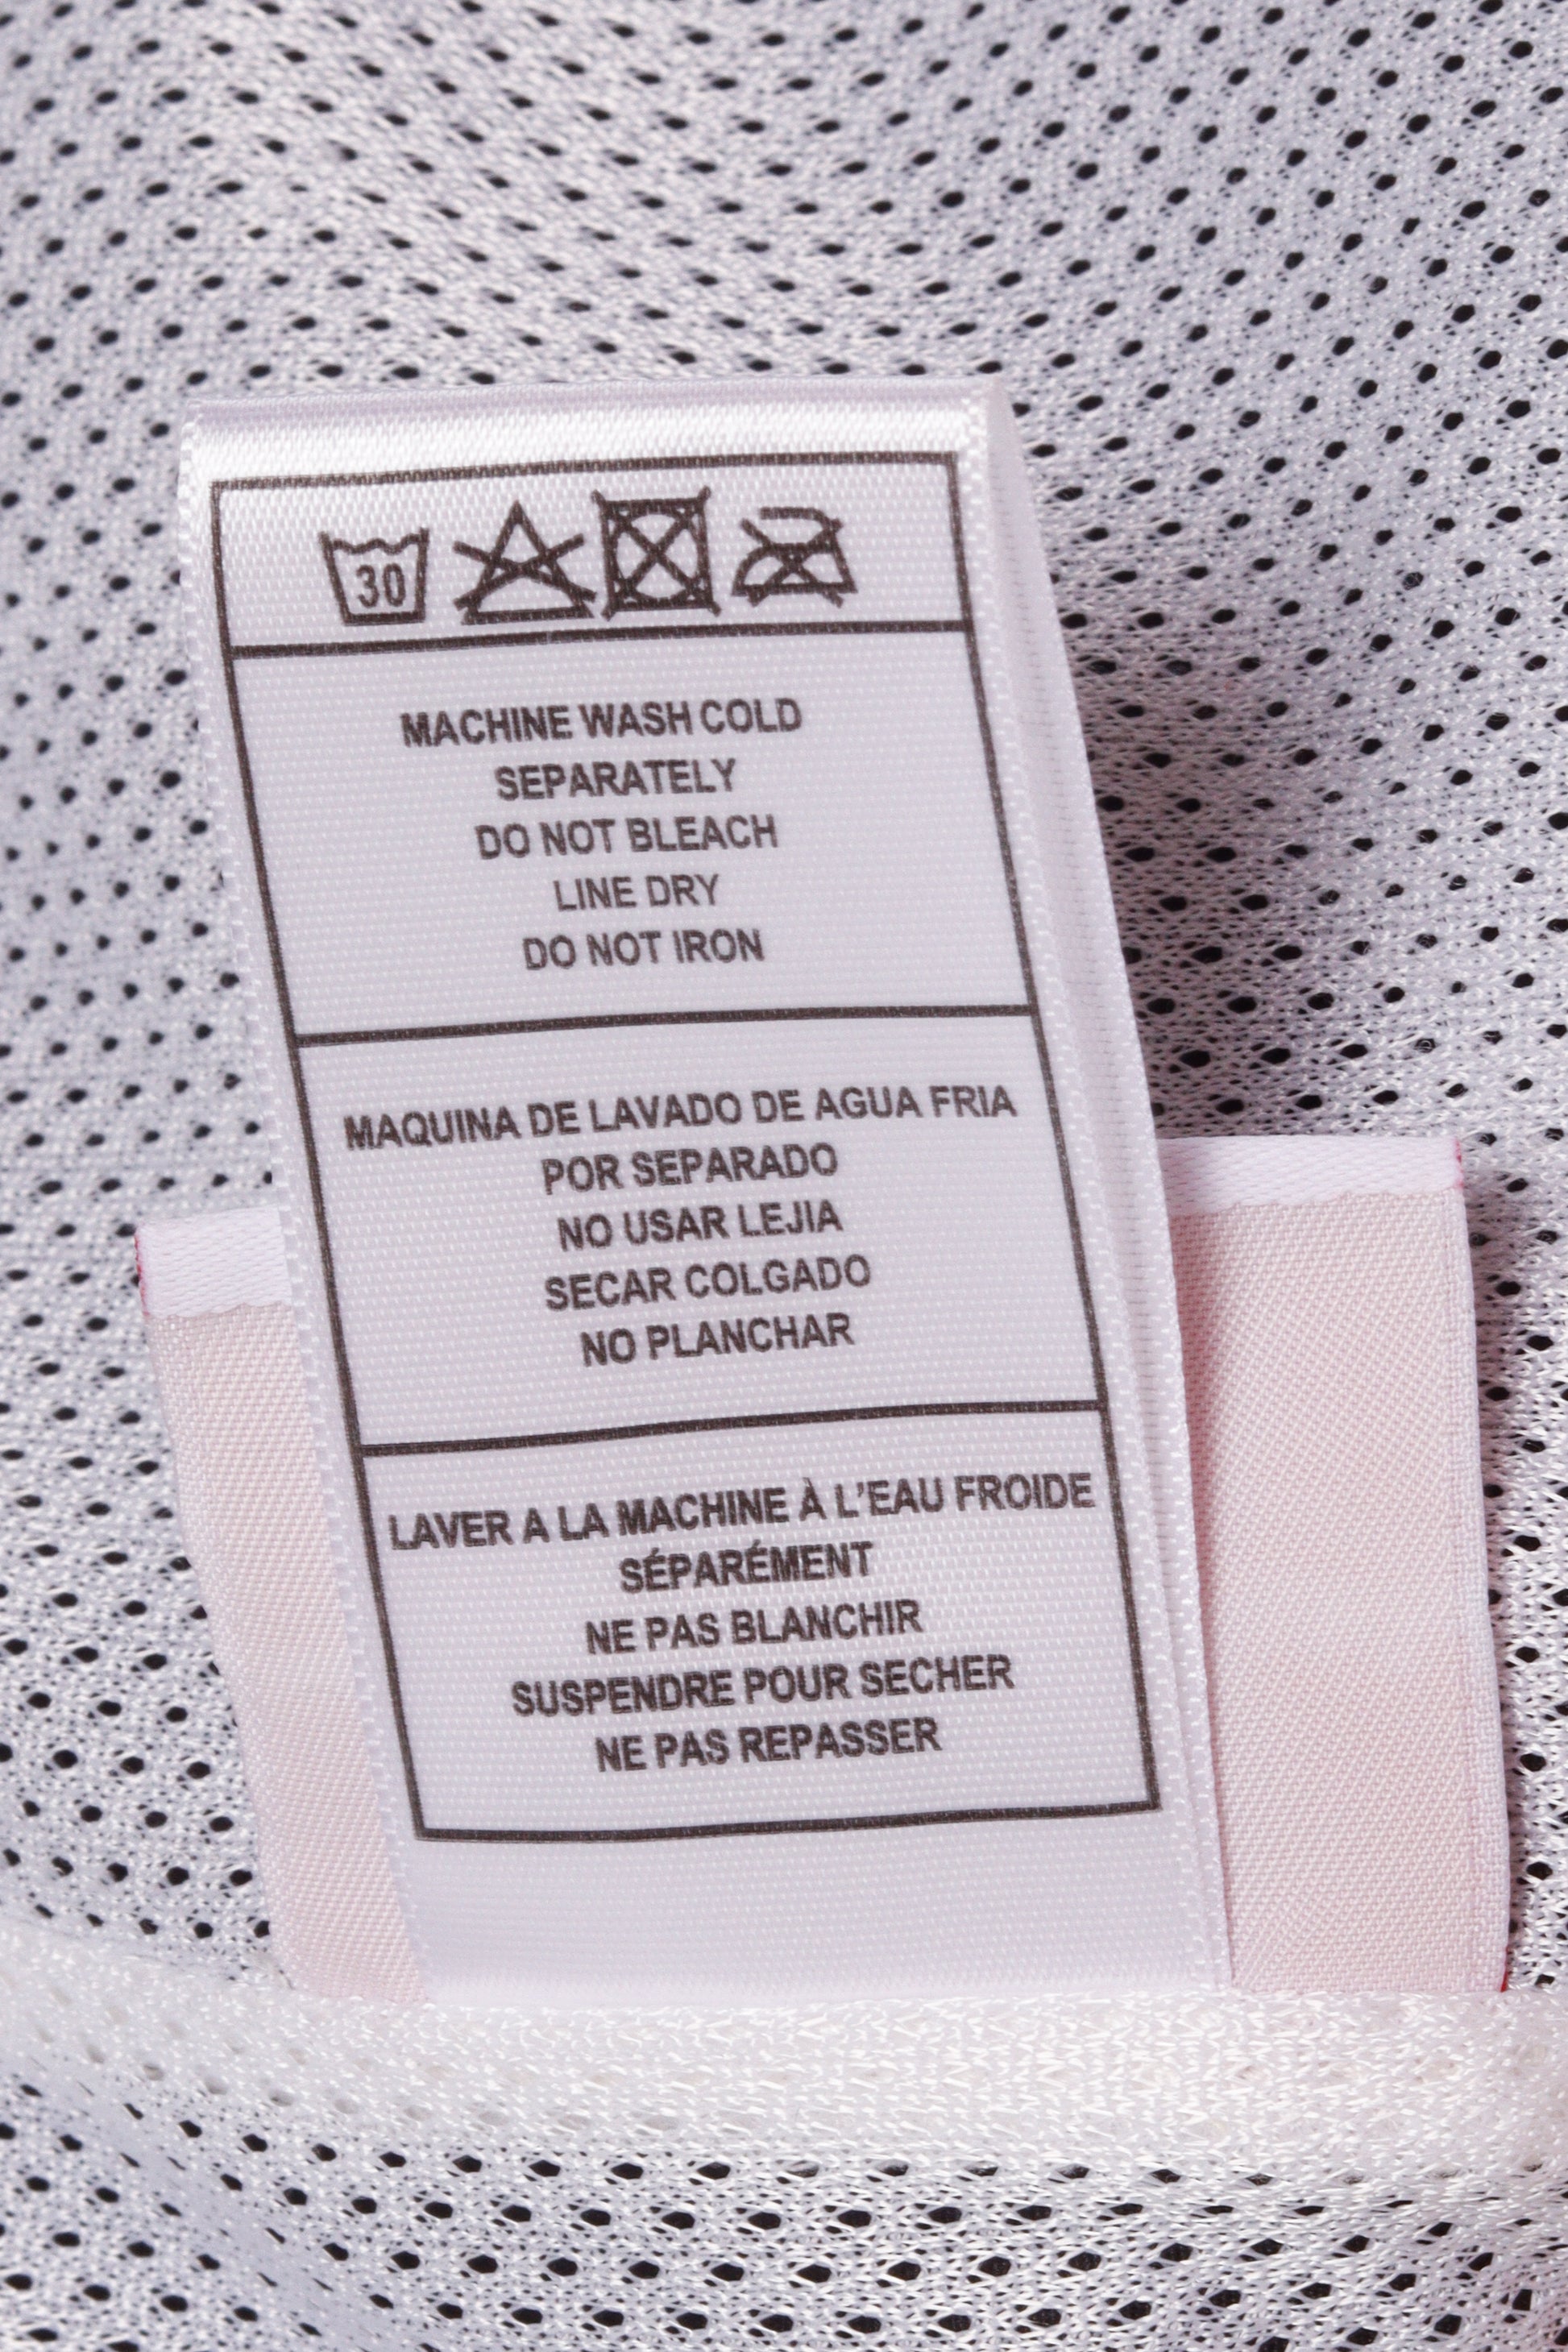 30
MACHINE WASH COLD
SEPARATELY
DO NOT BLEACH
LINE DRY
DO NOT IRON
MAQUINA DE LAVADO DE AGUA FRIA
POR SEPARADO
NO USAR LEJIA
SECAR COLGADO
NO PLANCHAR
LAVER A LA MACHINE À L'EAU FROIDE
SÉPARÉMENT
NE PAS BLANCHIR
SUSPENDRE POUR SECHER
NE PAS REPASSER